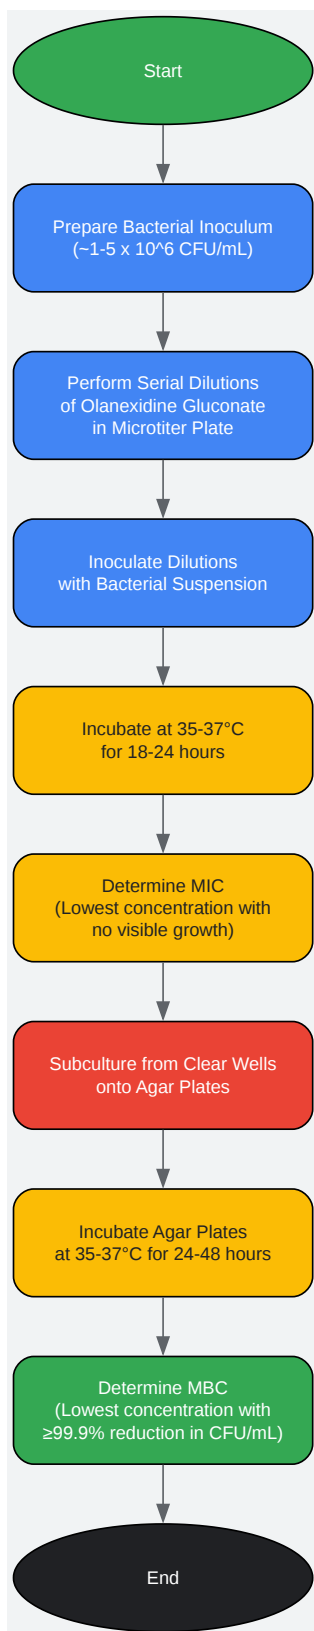 Start
Prepare Bacterial Inoculum
(~1-5 x 10^6 CFU/mL)
Perform Serial Dilutions
of Olanexidine Gluconate
in Microtiter Plate
Inoculate Dilutions
with Bacterial Suspension
Incubate at 35-37°C
for 18-24 hours
Determine MIC
(Lowest concentration with
no visible growth)
Subculture from Clear Wells
onto Agar Plates
Incubate Agar Plates
at 35-37°C for 24-48 hours
Determine MBC
(Lowest concentration with
≥99.9% reduction in CFU/mL)
End